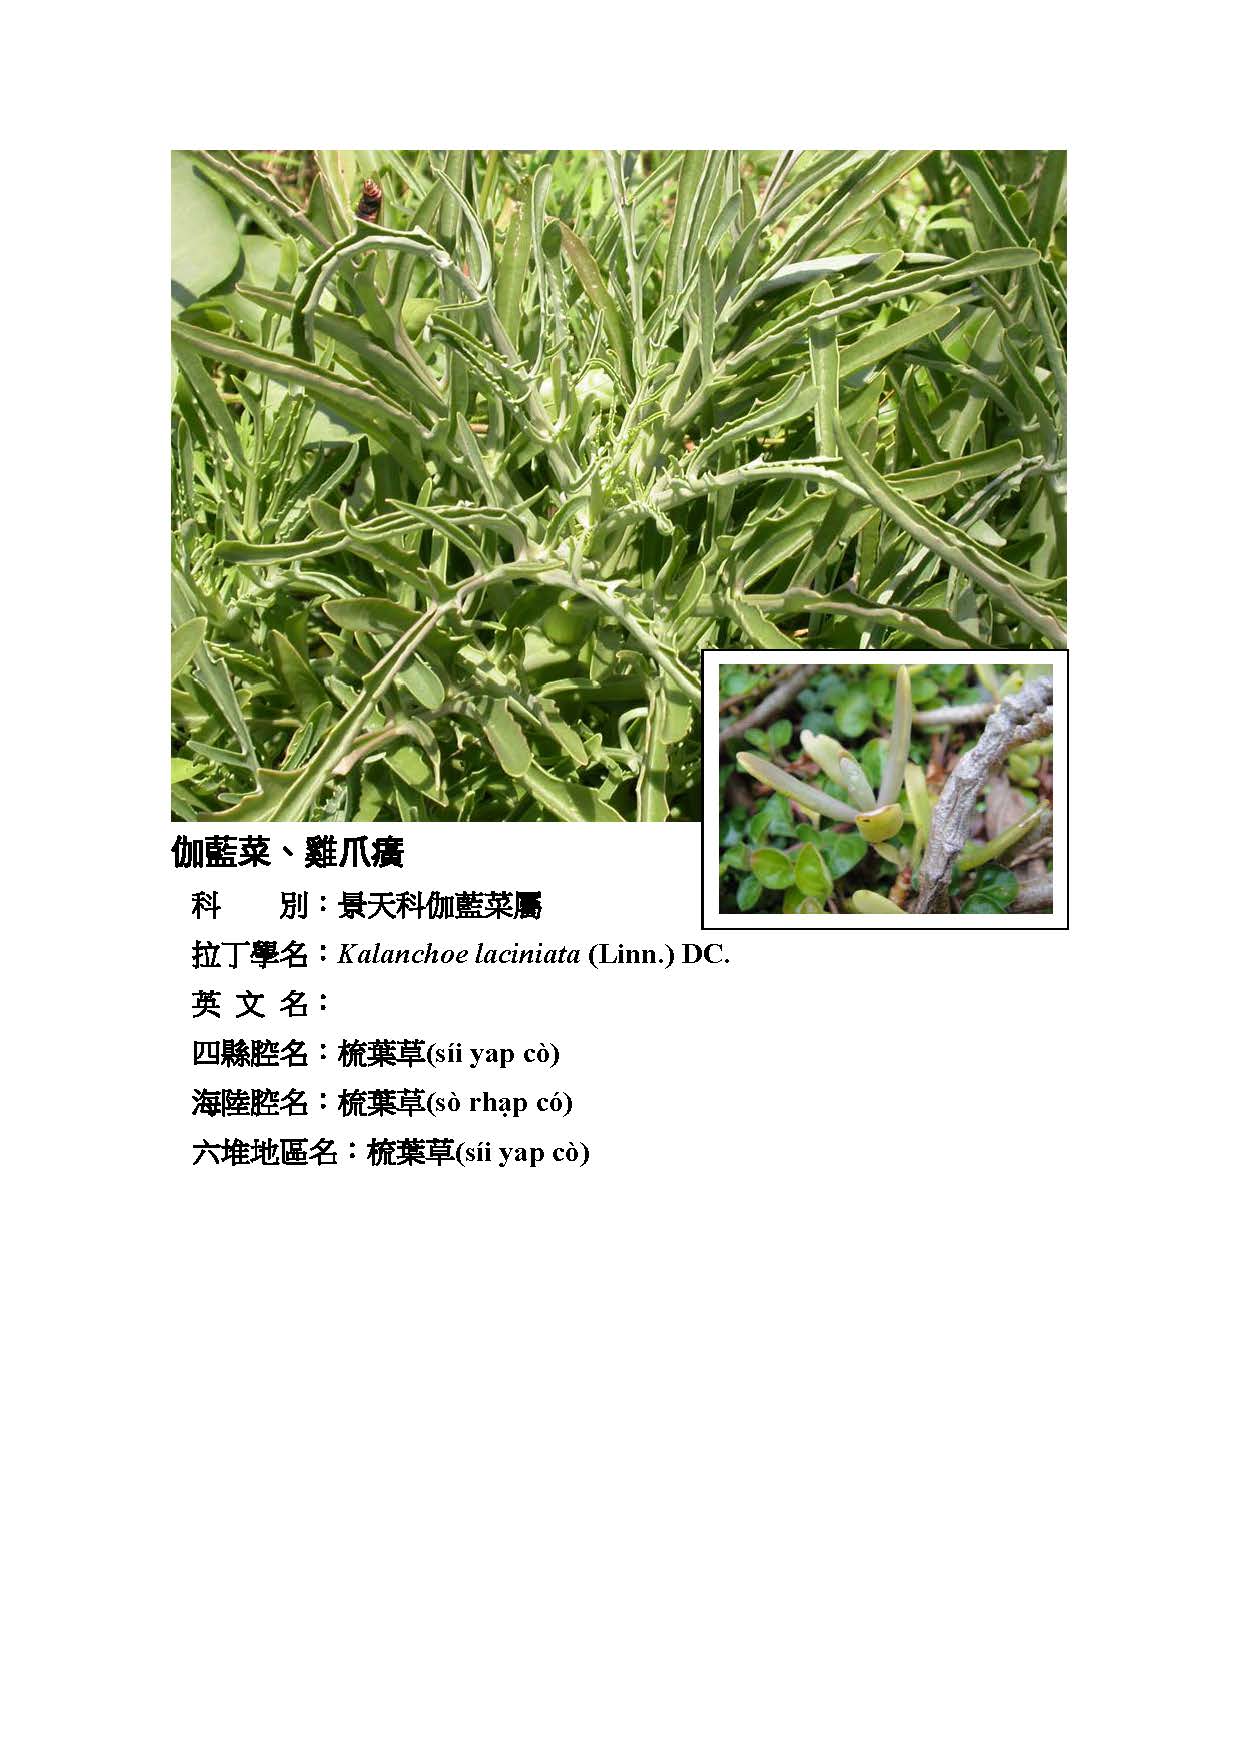 伽藍菜、雞爪癀
科　　別：景天科伽藍菜屬
拉丁學名：Kalanchoe laciniata (Linn.) DC.
英 文 名：
四縣腔名：梳葉草(síi yap cò)
海陸腔名：梳葉草(sò rhạp có)
六堆地區名：梳葉草(síi yap cò)